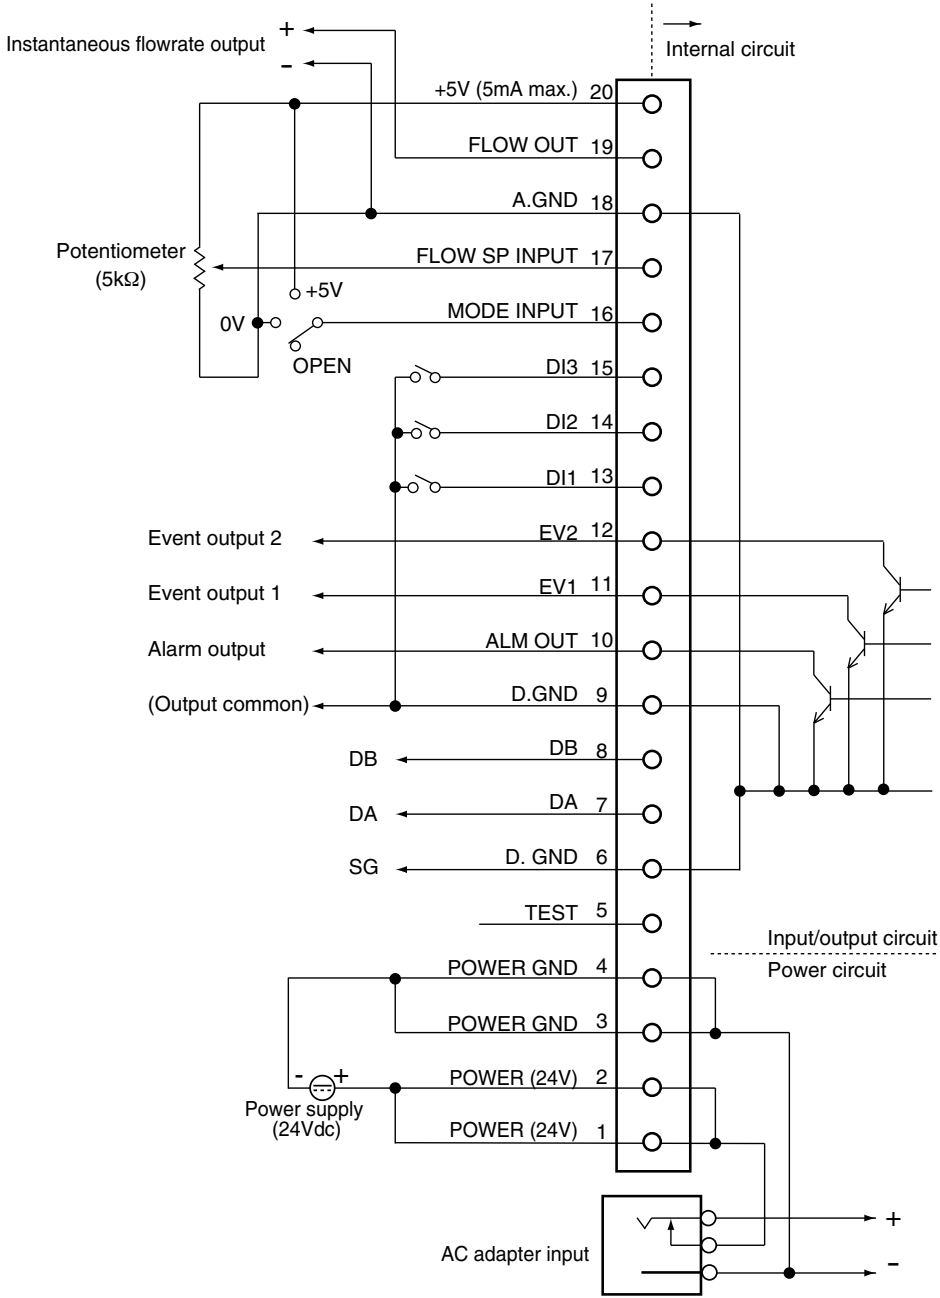 Instantaneous flowrate output
+
-
Internal circuit
+5V (5mA max.) 20
FLOW OUT 19
A.GND 18
Potentiometer
(5kΩ)
FLOW SP INPUT 17
+5V
0V
MODE INPUT 16
OPEN
DI3 15
DI2 14
DI1 13
Event output 2
EV2 12
Event output 1
EV1 11
Alarm output
ALM OUT 10
(Output common)
D.GND 9
DB
DB 8
DA
DA 7
SG
D. GND 6
TEST 5
Input/output circuit
Power circuit
POWER GND 4
POWER GND 3
- +
POWER (24V) 2
Power supply
(24Vdc)
POWER (24V) 1
+
AC adapter input
-